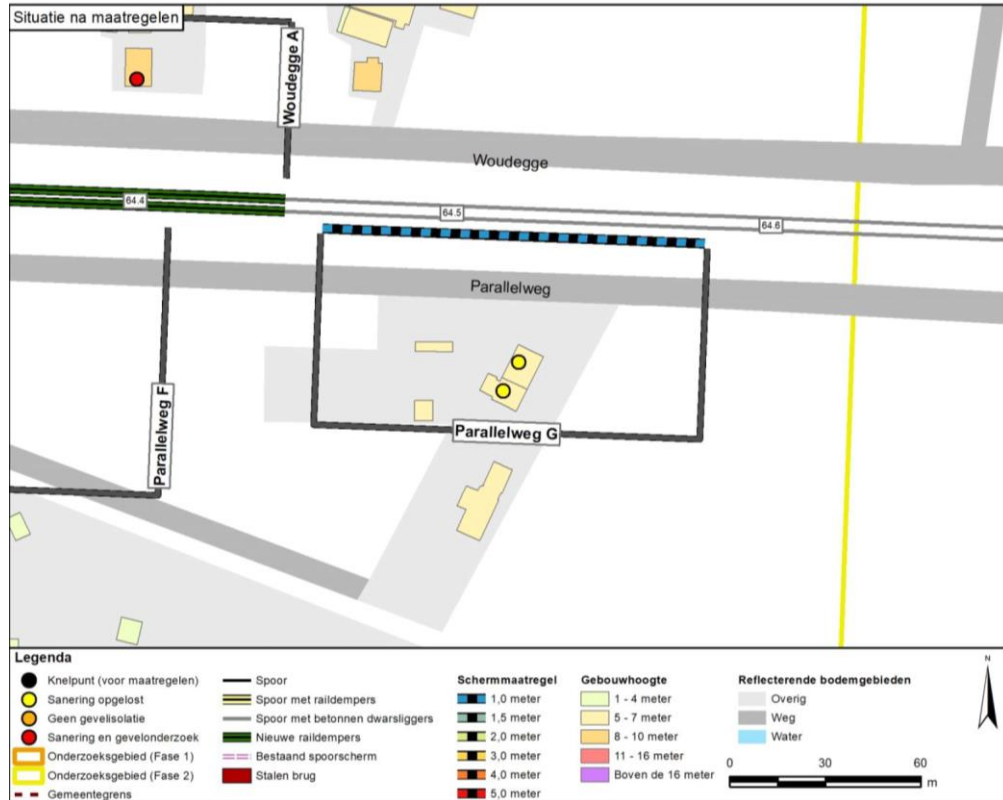 Situatie na maatregelen
Woudegge A
Woudegge
64.4
64.5
64.6
Parallelweg
Parallelweg F
Parallelweg G
Legenda
Knelpunt (voor maatregelen)
Sanering opgelost
Geen gevelisolatie
Sanering en gevelonderzoek
Onderzoeksgebied (Fase 1)
Onderzoeksgebied (Fase 2)
Gemeentegrens
Spoor
Spoor met raildempers
Spoor met betonnen dwarsliggers
Nieuwe raildempers
Bestaand spoorscherm
Stalen brug
Schermmaatregel
1,0 meter
1,5 meter
2,0 meter
3,0 meter
4,0 meter
5,0 meter
Gebouwhoogte
1 - 4 meter
5 - 7 meter
8 - 10 meter
11 - 16 meter
Boven de 16 meter
Reflecterende bodemgebieden
Overig
Weg
Water
N
0 30 60
m